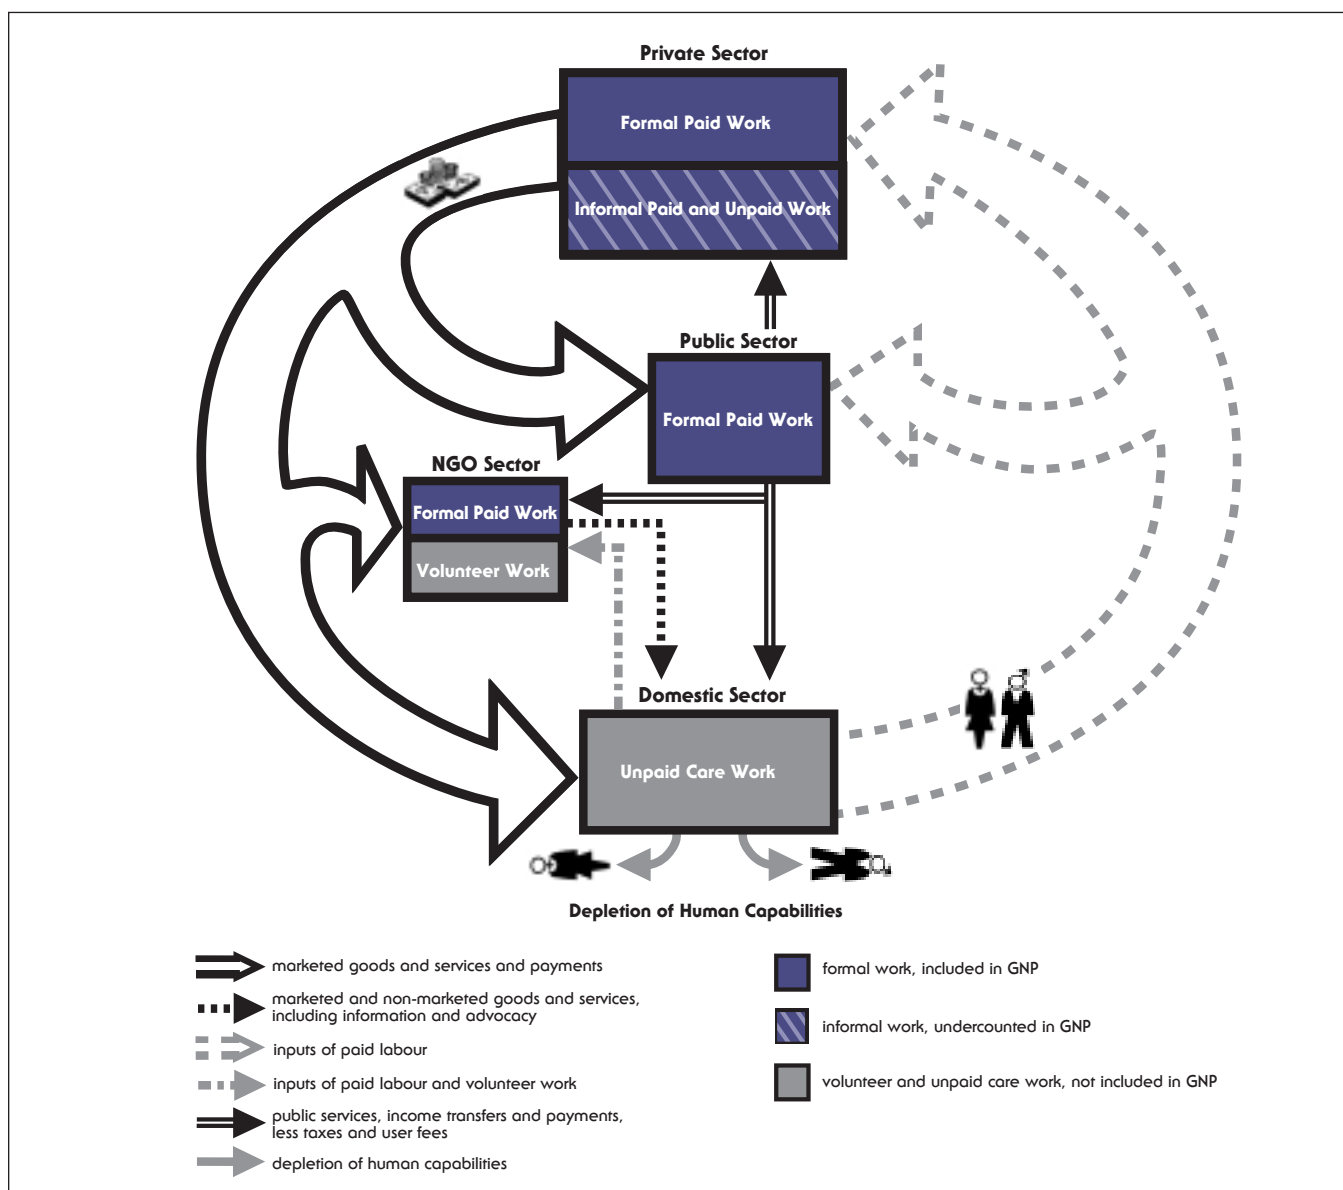 Private Sector
Formal Paid Work
Informal Paid and Unpaid Work
Public Sector
Formal Paid Work
NGO Sector
Formal Paid Work
Volunteer Work
Domestic Sector
Unpaid Care Work
Depletion of Human Capabilities
marketed goods and services and payments
marketed and non-marketed goods and services,
including information and advocacy
inputs of paid labour
inputs of paid labour and volunteer work
public services, income transfers and payments,
less taxes and user fees
depletion of human capabilities
formal work, included in GNP
informal work, undercounted in GNP
volunteer and unpaid care work, not included in GNP